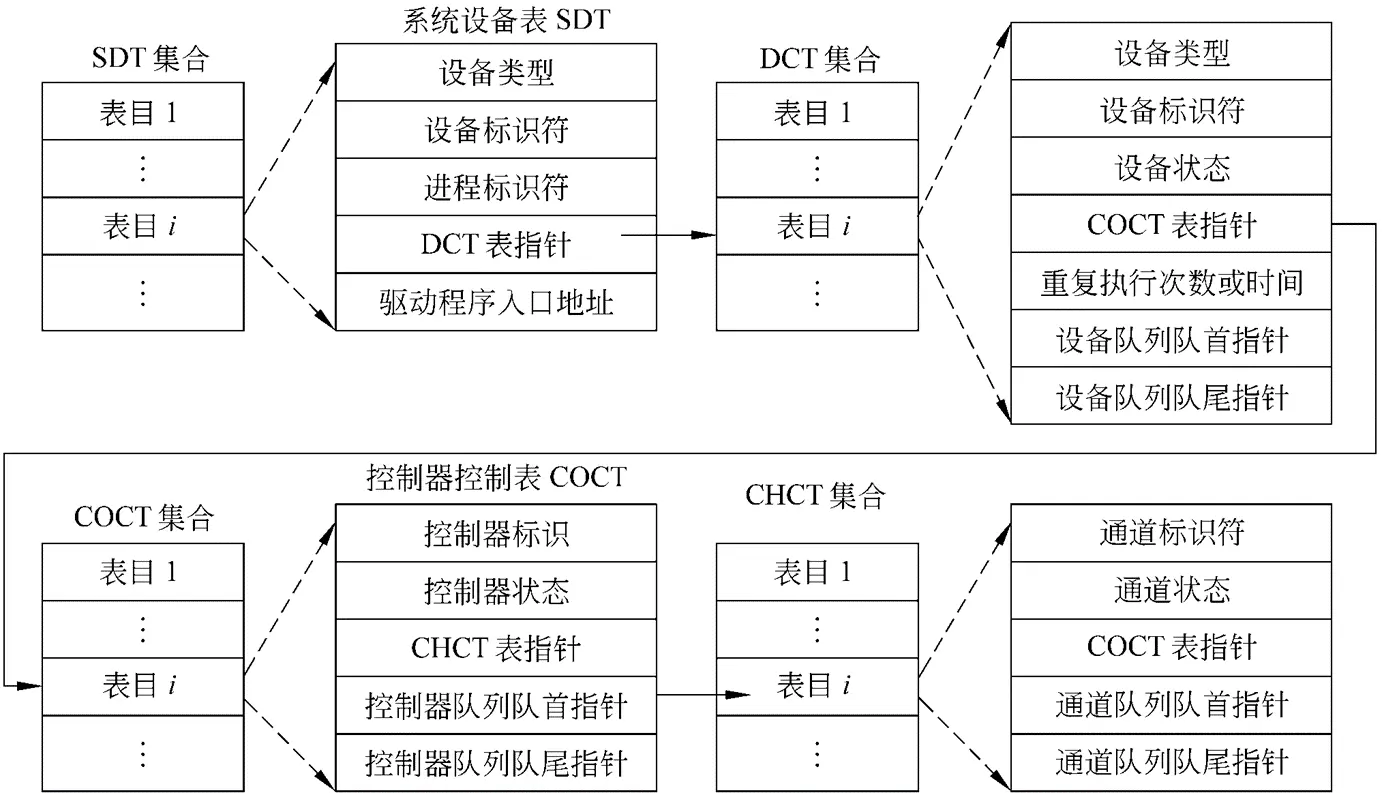 系统设备表 SDT
SDT 集合
表目 1
⋮
表目 i
⋮
设备类型
设备标识符
进程标识符
DCT 表指针
驱动程序入口地址
DCT 集合
表目 1
⋮
表目 i
⋮
设备类型
设备标识符
设备状态
COCT 表指针
重复执行次数或时间
设备队列队首指针
设备队列队尾指针
COCT 集合
表目 1
⋮
表目 i
⋮
控制器控制表 COCT
控制器标识
控制器状态
CHCT 表指针
控制器队列队首指针
控制器队列队尾指针
CHCT 集合
表目 1
⋮
表目 i
⋮
通道标识符
通道状态
COCT 表指针
通道队列队首指针
通道队列队尾指针